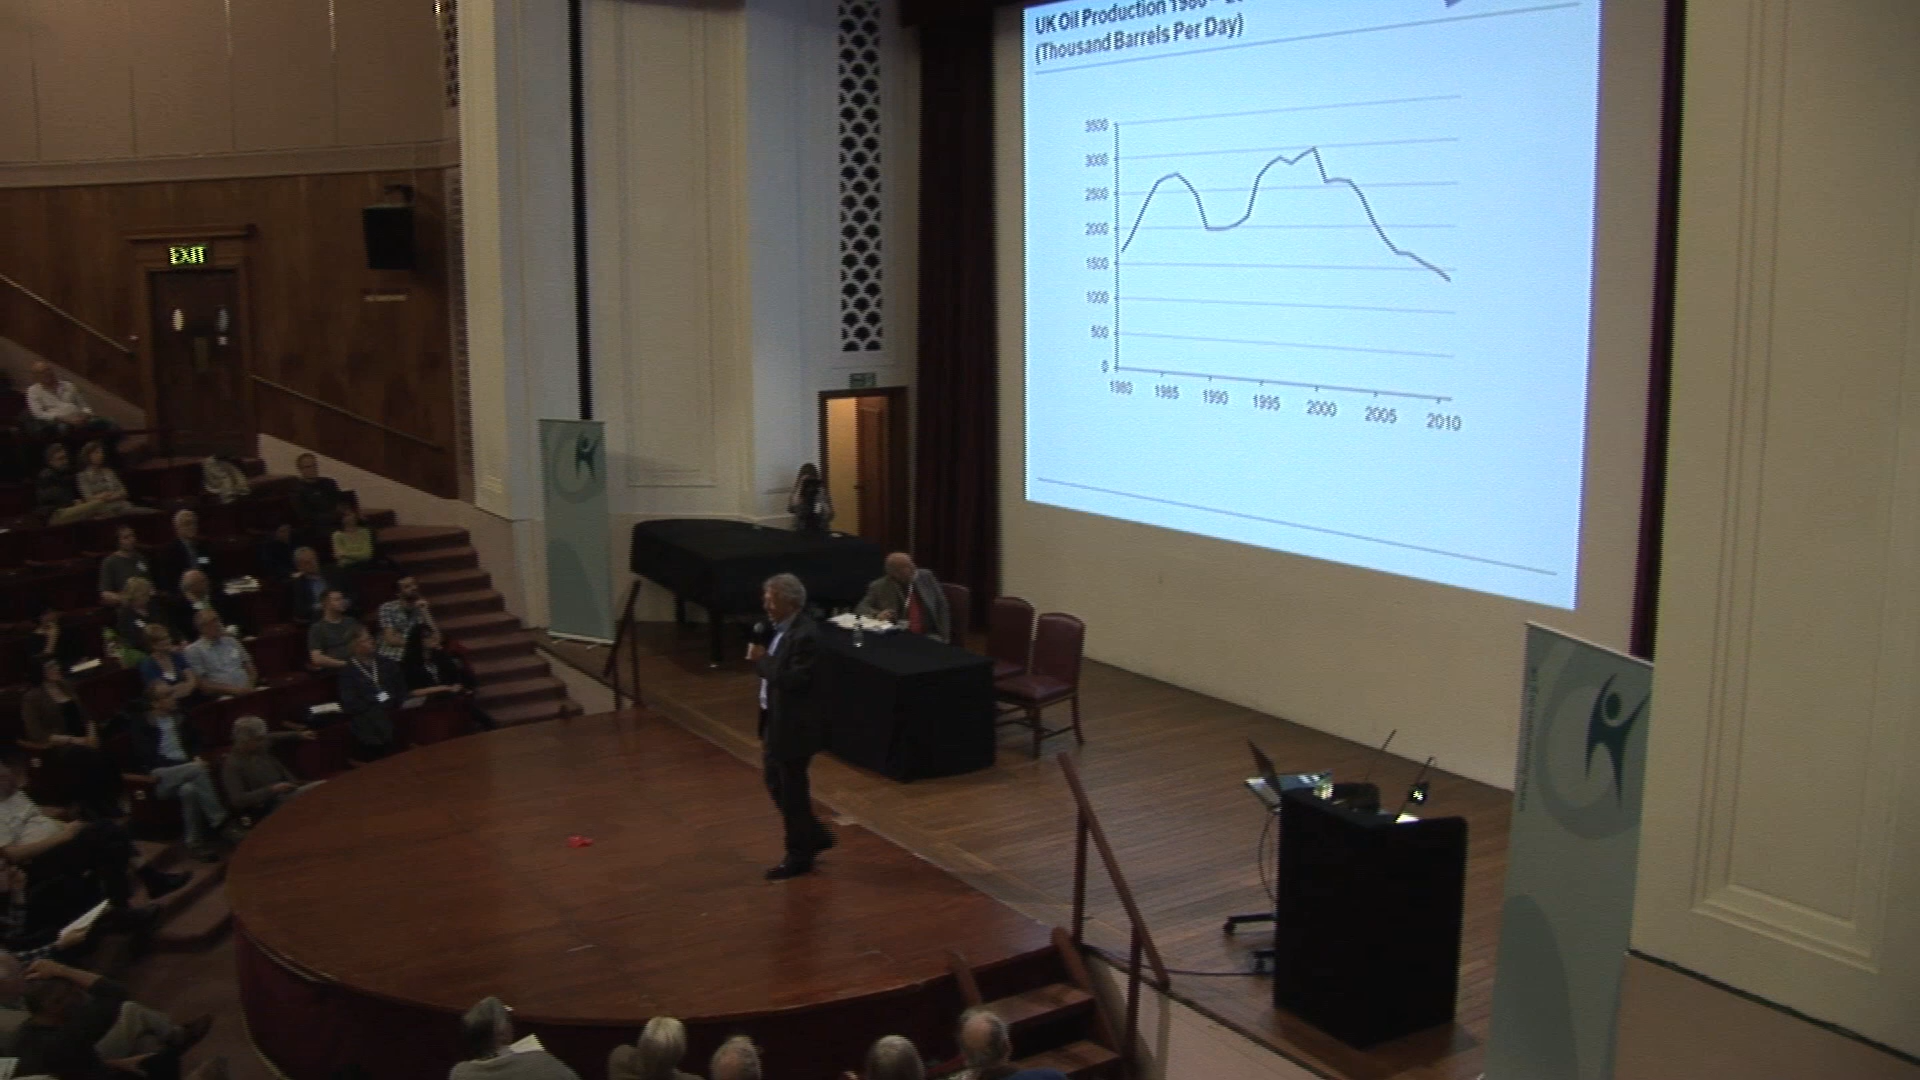 UK Oil Production 1980
(Thousand Barrels Per Day)
3500
3000
2500
2000
1500
1000
500
0
1980 1985 1990 1995 2000 2005 2010
EXIT